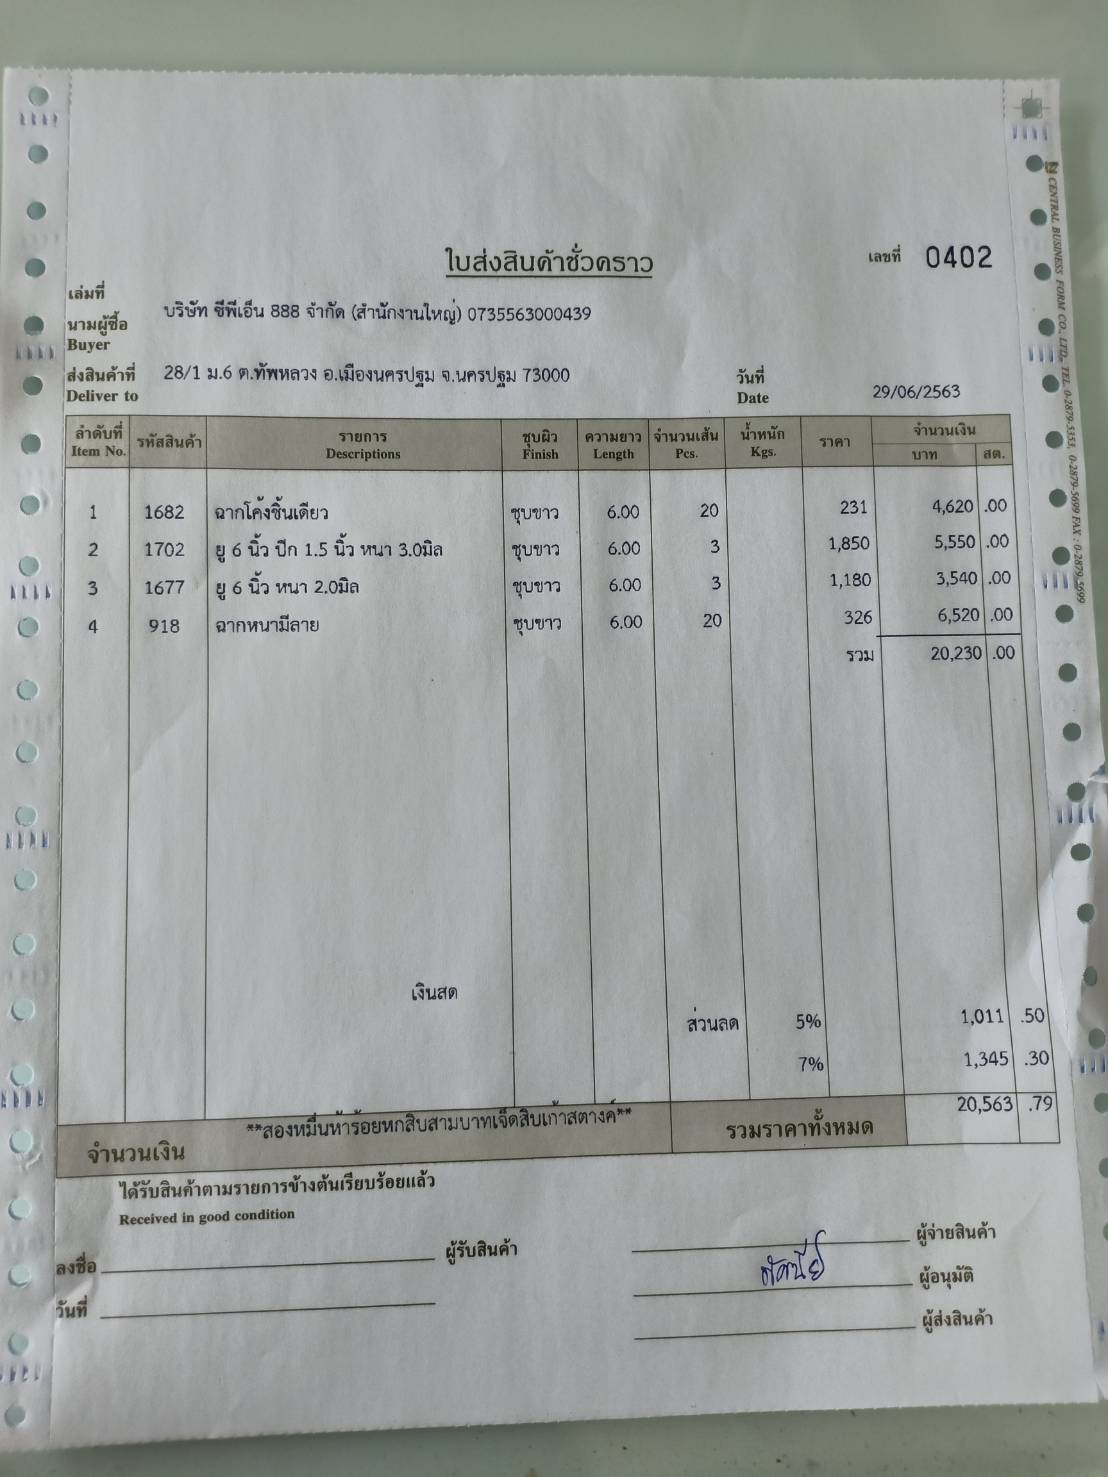 ใบส่งสินค้าชั่วคราว
เลขที่ 0402
เล่มที่
นามผู้ซื้อ บริษัท ซีพีเอ็น 888 จำกัด (สำนักงานใหญ่) 0735563000439
Buyer
ส่งสินค้าที่ 28/1 ม.6 ต.ทัพหลวง อ.เมืองนครปฐม จ.นครปฐม 73000 วันที่
Deliver to Date 29/06/2563
ลำดับที่ รหัสสินค้า รายการ ชุบผิว ความยาว จำนวนเส้น น้ำหนัก ราคา จำนวนเงิน
Item No. Descriptions Finish Length Pcs. Kgs. บาท สต.
1 1682 ฉากโค้งชิ้นเดียว ชุบขาว 6.00 20 231 4,620 .00
2 1702 ยู 6 นิ้ว ปีก 1.5 นิ้ว หนา 3.0มิล ชุบขาว 6.00 3 1,850 5,550 .00
3 1677 ยู 6 นิ้ว หนา 2.0มิล ชุบขาว 6.00 3 1,180 3,540 .00
4 918 ฉากหนามีลาย ชุบขาว 6.00 20 326 6,520 .00
รวม 20,230 .00
เงินสด
ส่วนลด 5% 1,011 .50
7% 1,345 .30
จำนวนเงิน **สองหมื่นห้าร้อยหกสิบสามบาทเจ็ดสิบเก้าสตางค์** รวมราคาทั้งหมด 20,563 .79
ได้รับสินค้าตามรายการข้างต้นเรียบร้อยแล้ว
Received in good condition
ลงชื่อ ผู้รับสินค้า ผู้จ่ายสินค้า
วันที่ ผู้อนุมัติ
ผู้ส่งสินค้า
CENTRAL BUSINESS FORM CO., LTD., TEL. 0-2879-5353, 0-2879-5699 FAX : 0-2879-5699